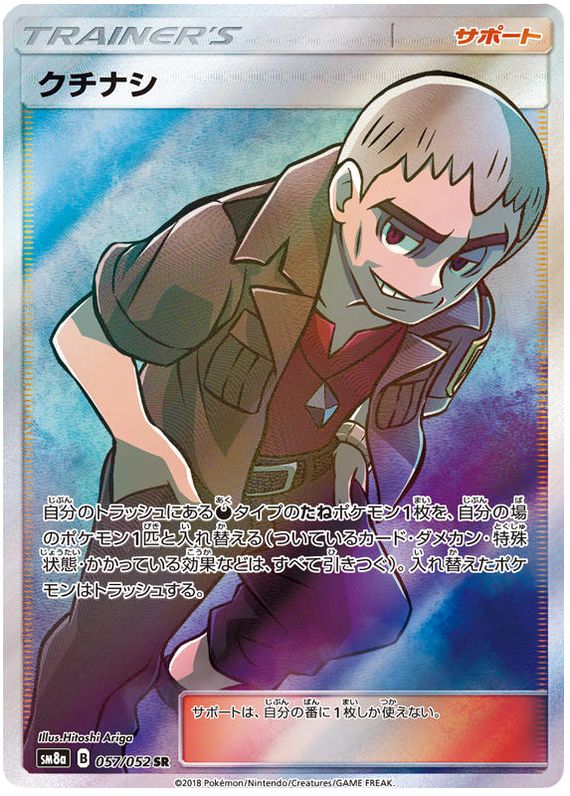 TRAINER'S サポート
クチナシ
自分のトラッシュにある悪タイプのたねポケモン1枚を、自分の場
のポケモン1匹と入れ替える(ついているカード・ダメカン・特殊
状態・かかっている効果などは、すべて引きつぐ)。入れ替えたポケ
モンはトラッシュする。
サポートは、自分の番に1枚しか使えない。
Illus.Hitoshi Ariga
SM8a B 057/052 SR
©2018 Pokémon/Nintendo/Creatures/GAME FREAK.